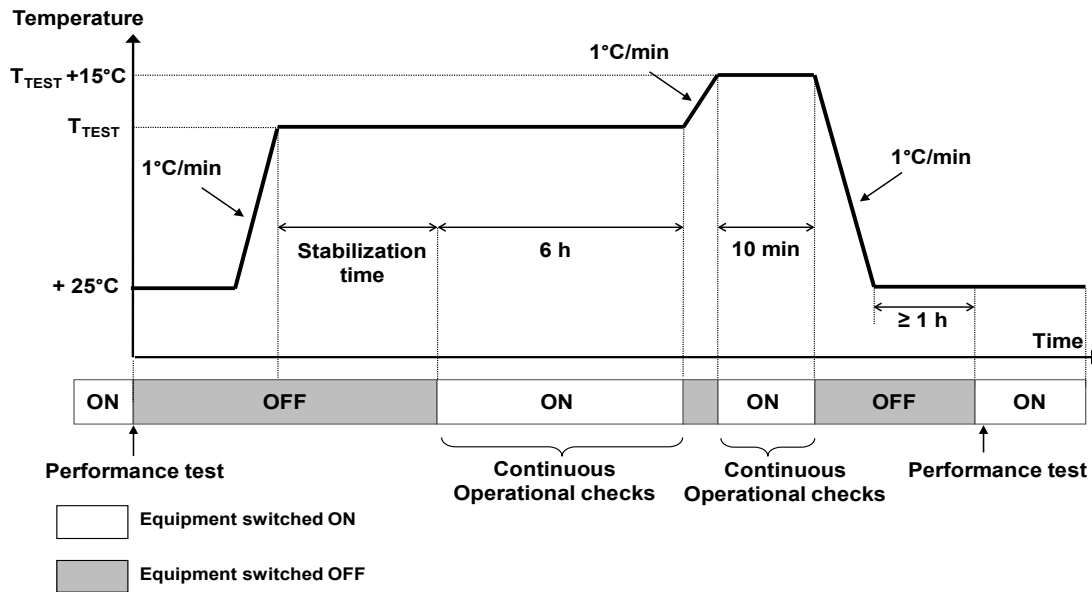 Temperature
T_TEST +15°C
1°C/min
T_TEST
1°C/min
1°C/min
Stabilization
time
6 h
10 min
+ 25°C
≥ 1 h
Time
ON
OFF
ON
ON
OFF
ON
Performance test
Continuous
Operational checks
Continuous
Operational checks
Performance test
Equipment switched ON
Equipment switched OFF